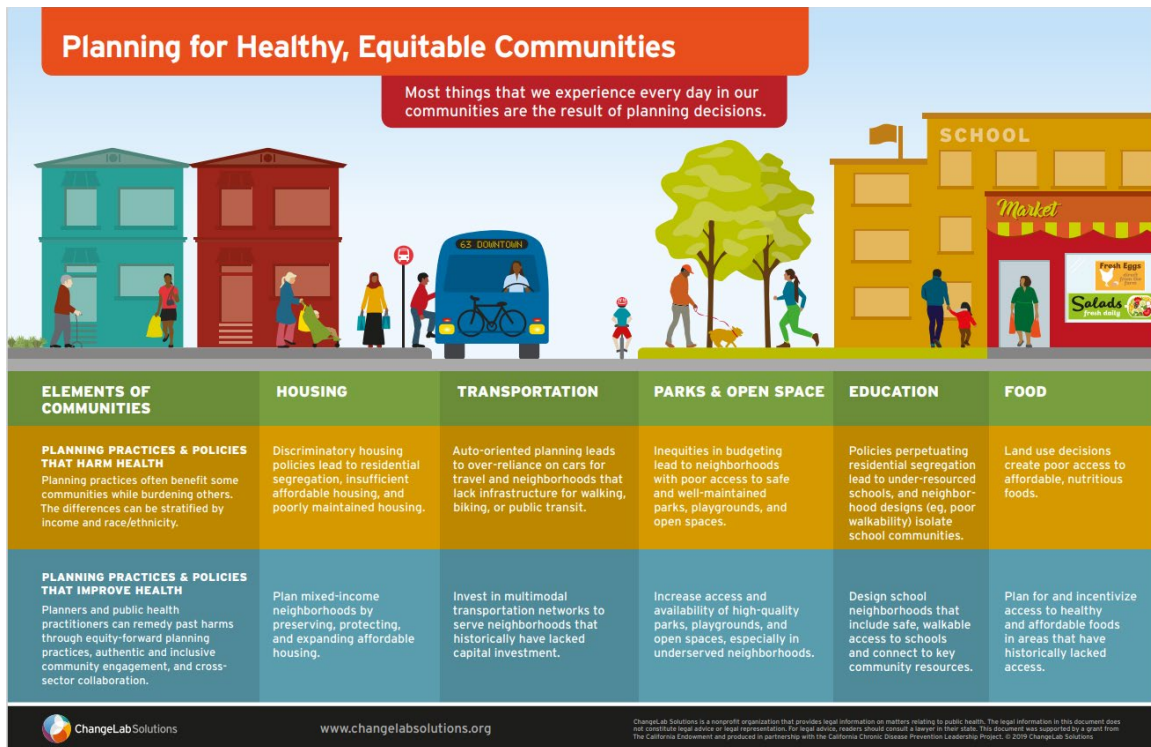 Planning for Healthy, Equitable Communities
Most things that we experience every day in our
communities are the result of planning decisions.
SCHOOL
Market
63 DOWNTOWN
Fresh Eggs
Salads
fresh daily
ELEMENTS OF
COMMUNITIES
HOUSING
TRANSPORTATION
PARKS & OPEN SPACE
EDUCATION
FOOD
PLANNING PRACTICES & POLICIES
THAT HARM HEALTH
Planning practices often benefit some
communities while burdening others.
The differences can be stratified by
income and race/ethnicity.
Discriminatory housing
policies lead to residential
segregation, insufficient
affordable housing, and
poorly maintained housing.
Auto-oriented planning leads
to over-reliance on cars for
travel and neighborhoods that
lack infrastructure for walking,
biking, or public transit.
Inequities in budgeting
lead to neighborhoods
with poor access to safe
and well-maintained
parks, playgrounds, and
open spaces.
Policies perpetuating
residential segregation
lead to under-resourced
schools, and neighbor-
hood designs (eg, poor
walkability) isolate
school communities.
Land use decisions
create poor access to
affordable, nutritious
foods.
PLANNING PRACTICES & POLICIES
THAT IMPROVE HEALTH
Planners and public health
practitioners can remedy past harms
through equity-forward planning
practices, authentic and inclusive
community engagement, and cross-
sector collaboration.
Plan mixed-income
neighborhoods by
preserving, protecting,
and expanding affordable
housing.
Invest in multimodal
transportation networks to
serve neighborhoods that
historically have lacked
capital investment.
Increase access and
availability of high-quality
parks, playgrounds, and
open spaces, especially in
underserved neighborhoods.
Design school
neighborhoods that
include safe, walkable
access to schools
and connect to key
community resources.
Plan for and incentivize
access to healthy
and affordable foods
in areas that have
historically lacked
access.
ChangeLab Solutions
www.changelabsolutions.org
ChangeLab Solutions is a nonprofit organization that provides legal information on matters relating to public health. The legal information in this document does
not constitute legal advice or legal representation. For legal advice, readers should consult a lawyer in their state. This document was supported by a grant from
The California Endowment and produced in partnership with the California Chronic Disease Prevention Leadership Project. © 2019 ChangeLab Solutions